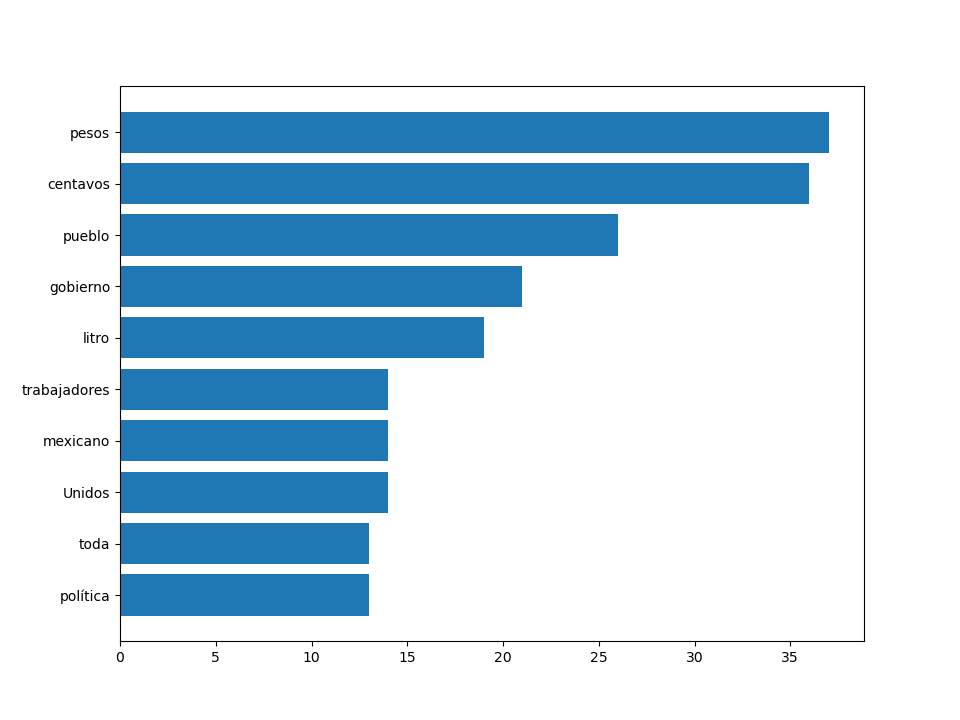 pesos
centavos
pueblo
gobierno
litro
trabajadores
mexicano
Unidos
toda
política
0 5 10 15 20 25 30 35